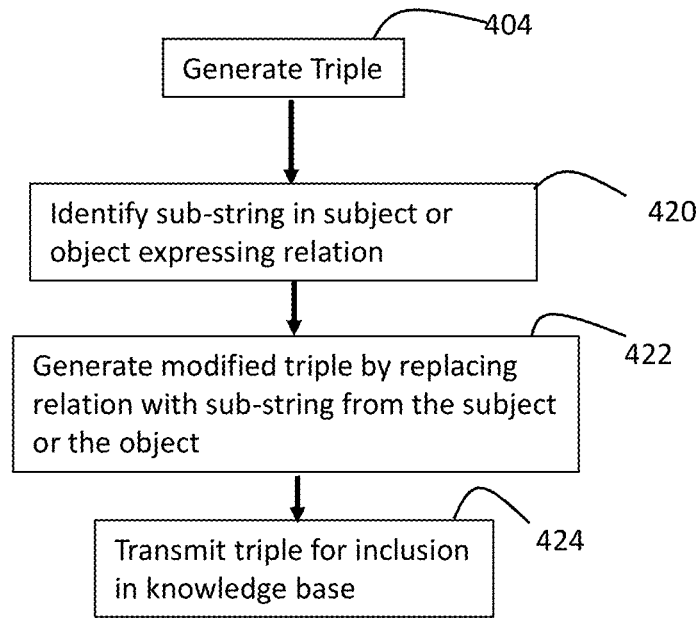 404
Generate Triple
Identify sub-string in subject or
object expressing relation
420
Generate modified triple by replacing
relation with sub-string from the subject
or the object
422
Transmit triple for inclusion
in knowledge base
424